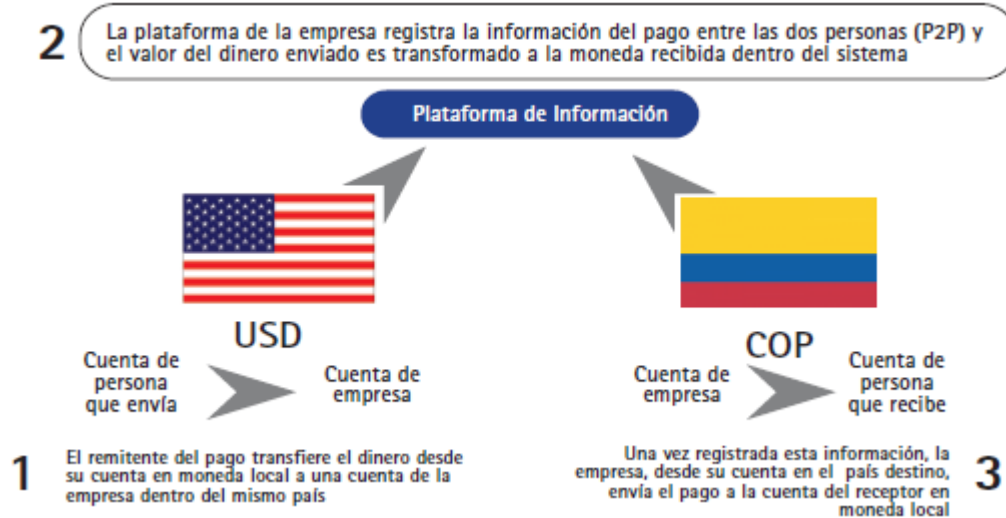 2
La plataforma de la empresa registra la información del pago entre las dos personas (P2P) y
el valor del dinero enviado es transformado a la moneda recibida dentro del sistema
Plataforma de Información
USD
Cuenta de
persona
que envía
Cuenta de
empresa
COP
Cuenta de
empresa
Cuenta de
persona
que recibe
1
El remitente del pago transfiere el dinero desde
su cuenta en moneda local a una cuenta de la
empresa dentro del mismo país
Una vez registrada esta información, la
empresa, desde su cuenta en el país destino,
envía el pago a la cuenta del receptor en
moneda local
3